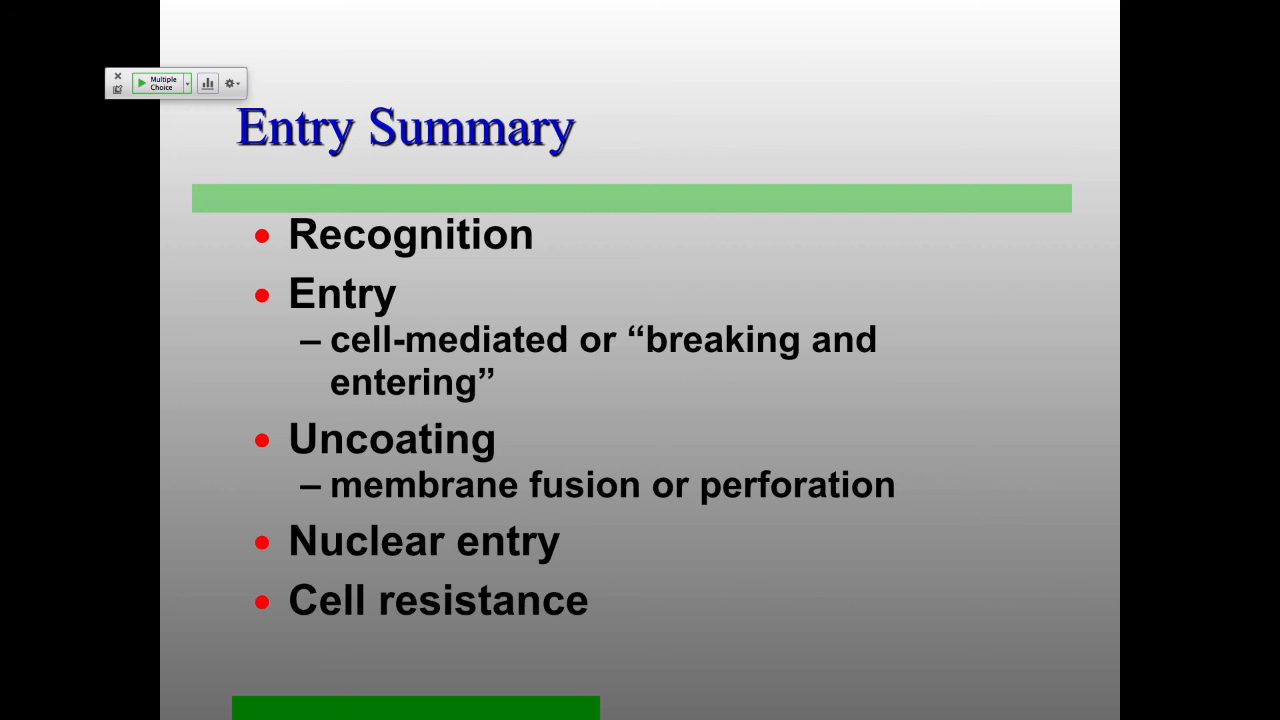 Multiple
Choice
Entry Summary
• Recognition
• Entry
– cell-mediated or “breaking and
entering”
• Uncoating
– membrane fusion or perforation
• Nuclear entry
• Cell resistance